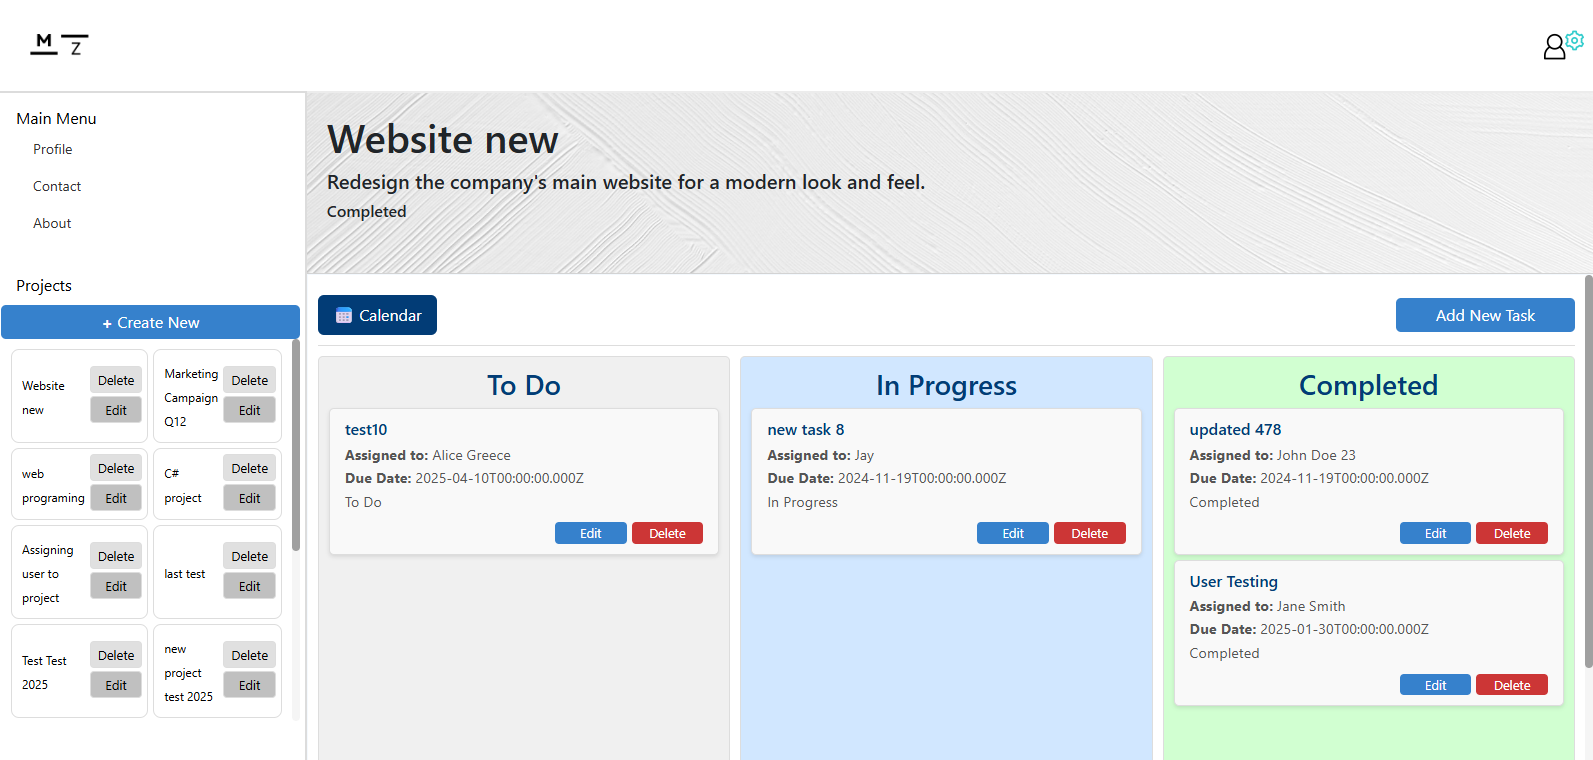 M
Z
Main Menu
Profile
Contact
About
Projects
+ Create New
Website
new
Delete
Edit
Marketing
Campaign
Q12
Delete
Edit
web
programing
Delete
Edit
C#
project
Delete
Edit
Assigning
user to
project
Delete
Edit
last test
Delete
Edit
Test Test
2025
Delete
Edit
new
project
test 2025
Delete
Edit
Website new
Redesign the company's main website for a modern look and feel.
Completed
Calendar
Add New Task
To Do
test10
Assigned to: Alice Greece
Due Date: 2025-04-10T00:00:00.000Z
To Do
Edit
Delete
In Progress
new task 8
Assigned to: Jay
Due Date: 2024-11-19T00:00:00.000Z
In Progress
Edit
Delete
Completed
updated 478
Assigned to: John Doe 23
Due Date: 2024-11-19T00:00:00.000Z
Completed
Edit
Delete
User Testing
Assigned to: Jane Smith
Due Date: 2025-01-30T00:00:00.000Z
Completed
Edit
Delete